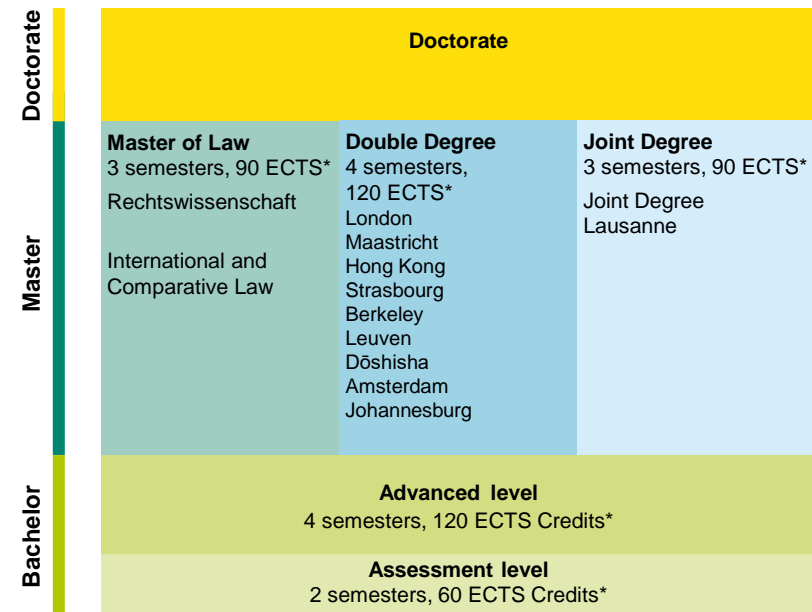 Doctorate
Doctorate
Master
Master of Law
3 semesters, 90 ECTS*
Rechtswissenschaft
International and
Comparative Law
Double Degree
4 semesters,
120 ECTS*
London
Maastricht
Hong Kong
Strasbourg
Berkeley
Leuven
Dōshisha
Amsterdam
Johannesburg
Joint Degree
3 semesters, 90 ECTS*
Joint Degree
Lausanne
Bachelor
Advanced level
4 semesters, 120 ECTS Credits*
Assessment level
2 semesters, 60 ECTS Credits*